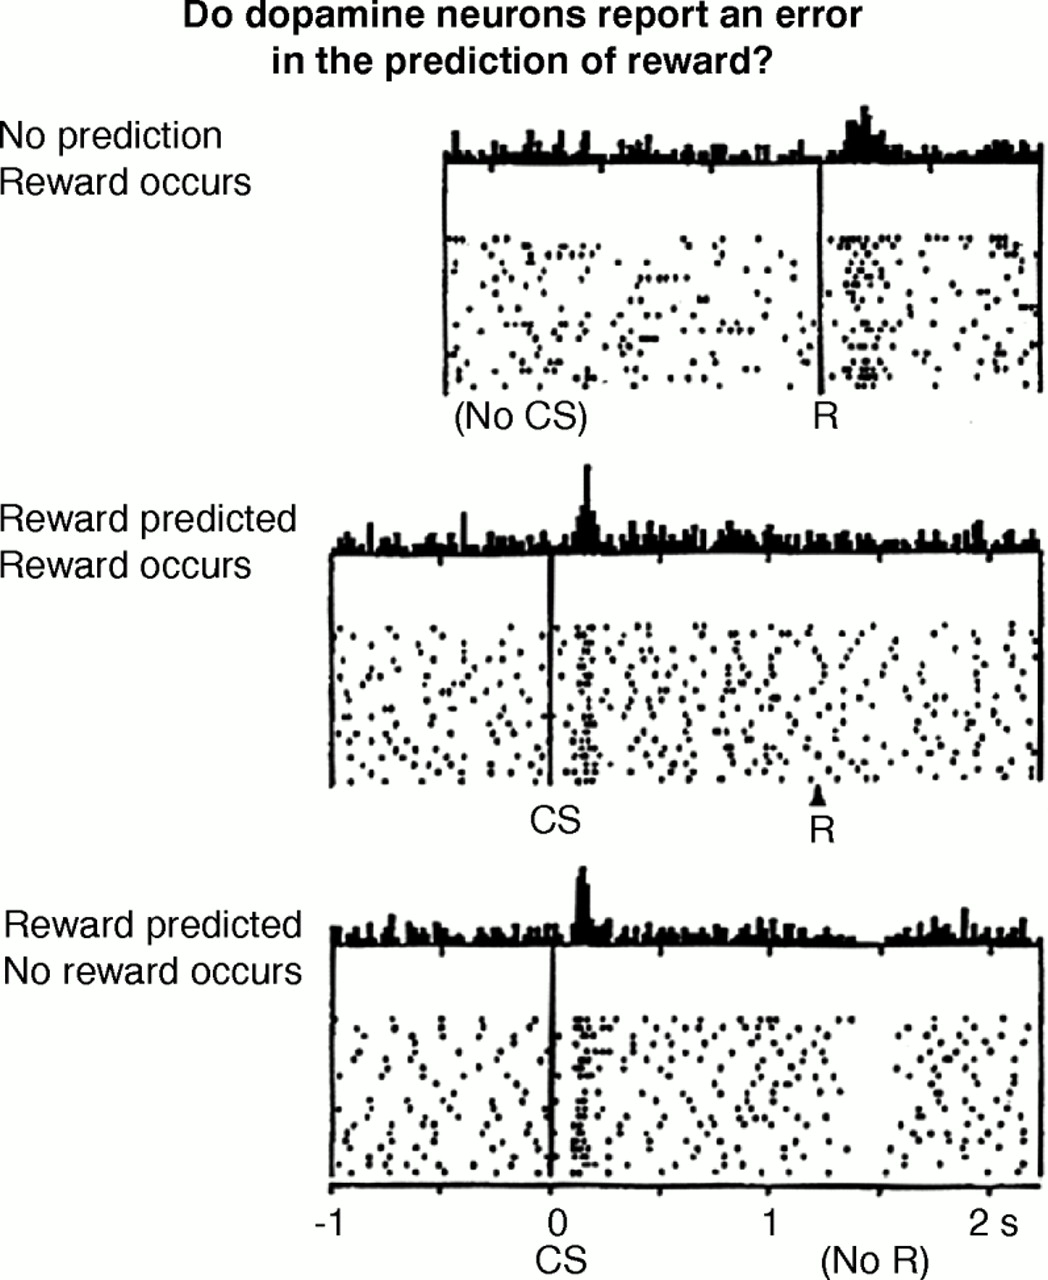 Do dopamine neurons report an error
in the prediction of reward?
No prediction
Reward occurs
(No CS)
R
Reward predicted
Reward occurs
CS
R
Reward predicted
No reward occurs
-1
0
1
2 s
CS
(No R)